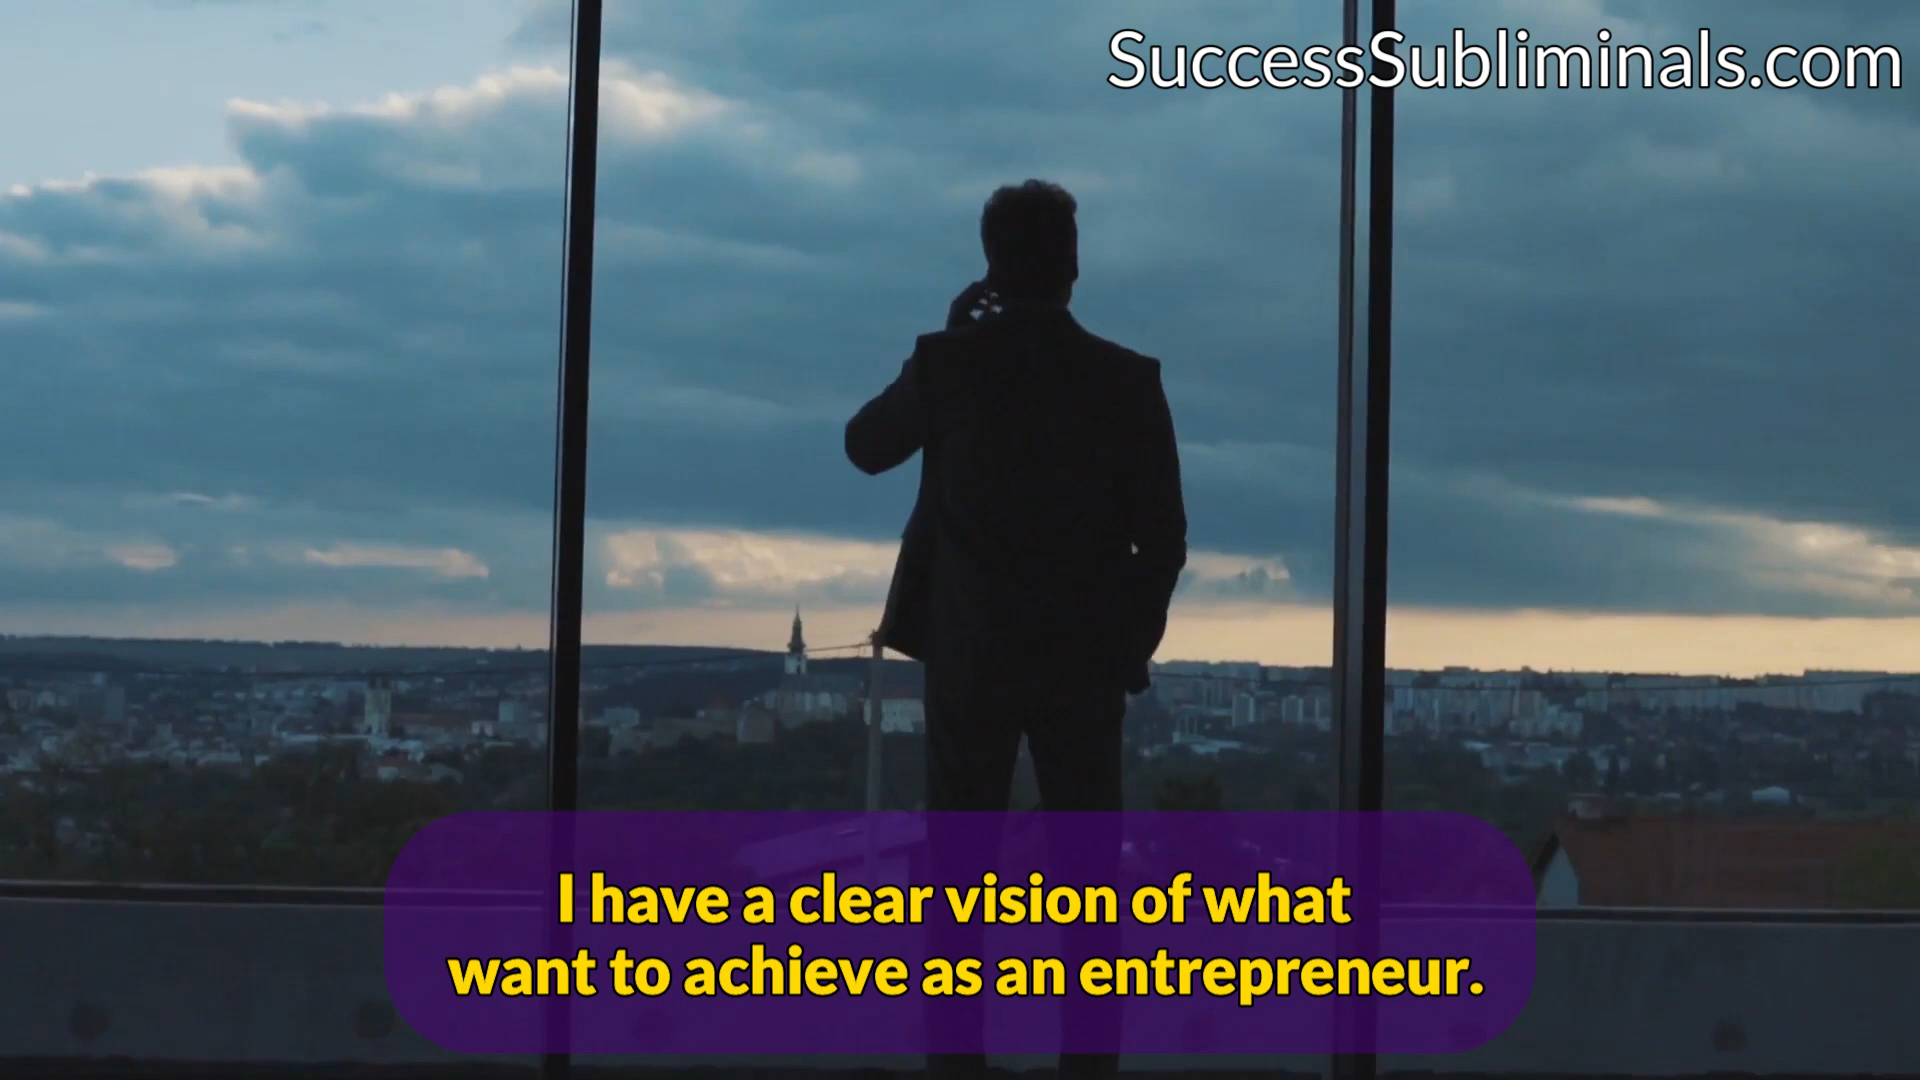 SuccessSubliminals.com
I have a clear vision of what
want to achieve as an entrepreneur.